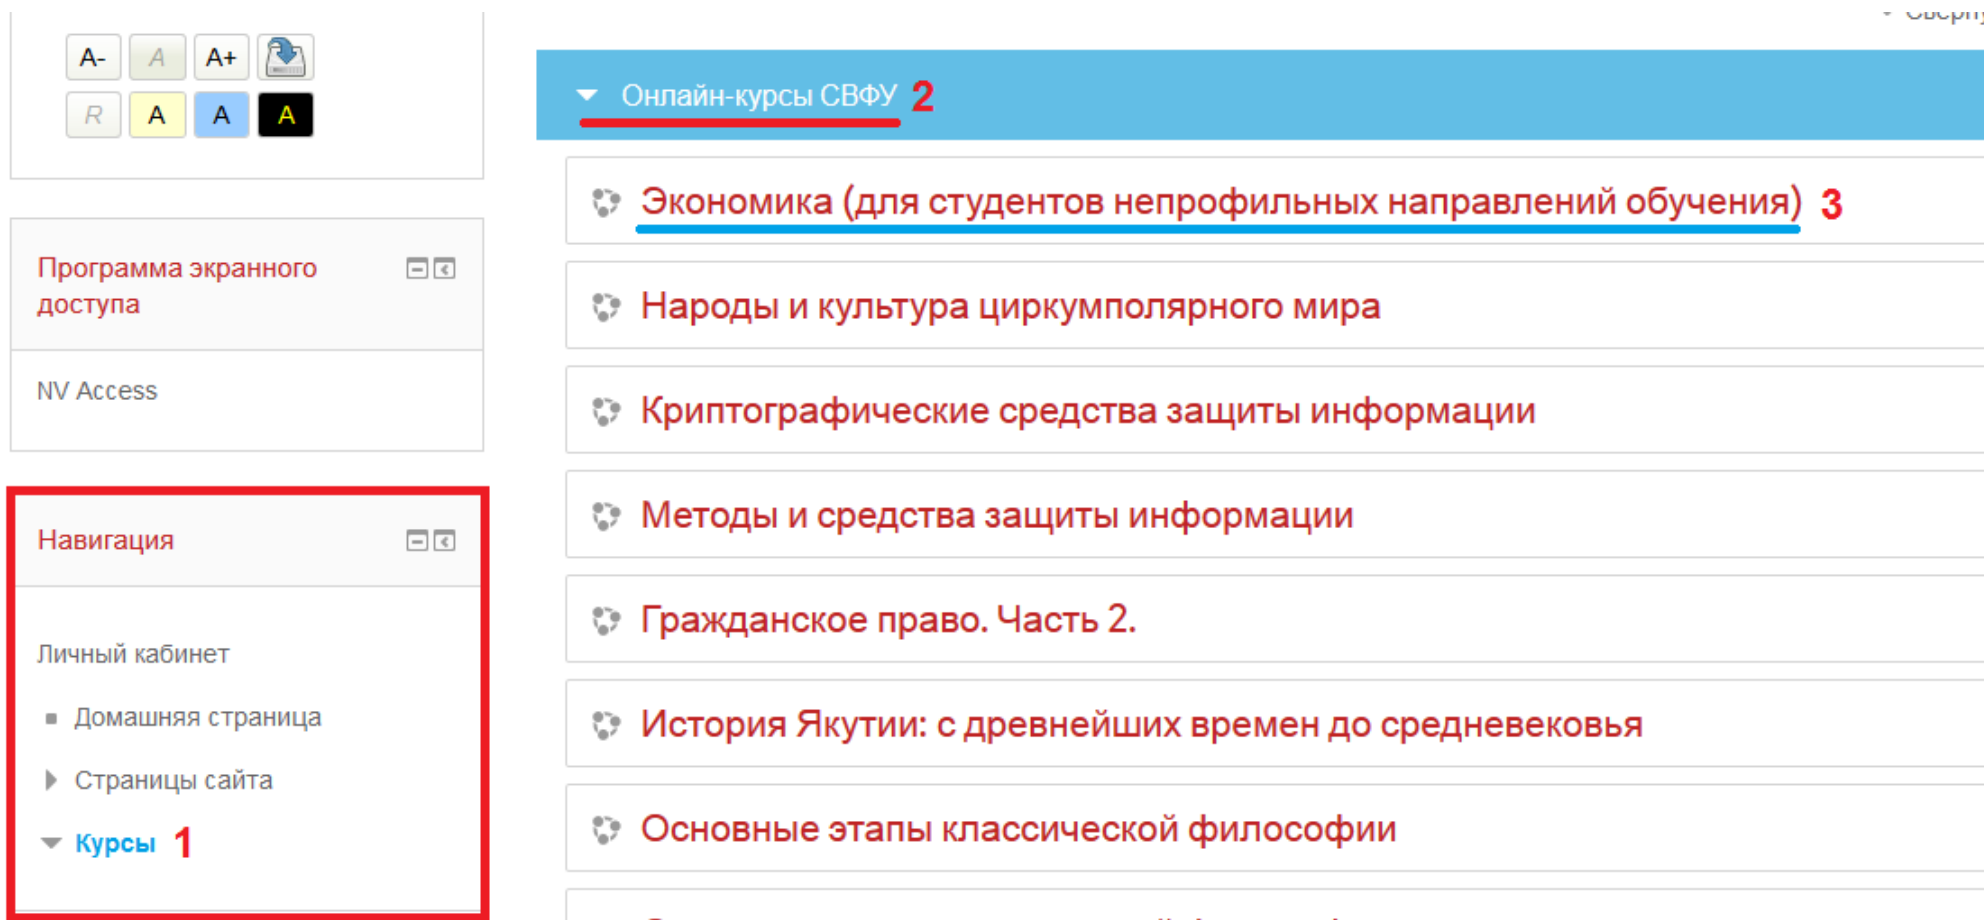 A- A A+
R A A A
Программа экранного
доступа
NV Access
Навигация
Личный кабинет
Домашняя страница
Страницы сайта
Курсы 1
Онлайн-курсы СВФУ 2
Экономика (для студентов непрофильных направлений обучения) 3
Народы и культура циркумполярного мира
Криптографические средства защиты информации
Методы и средства защиты информации
Гражданское право. Часть 2.
История Якутии: с древнейших времен до средневековья
Основные этапы классической философии